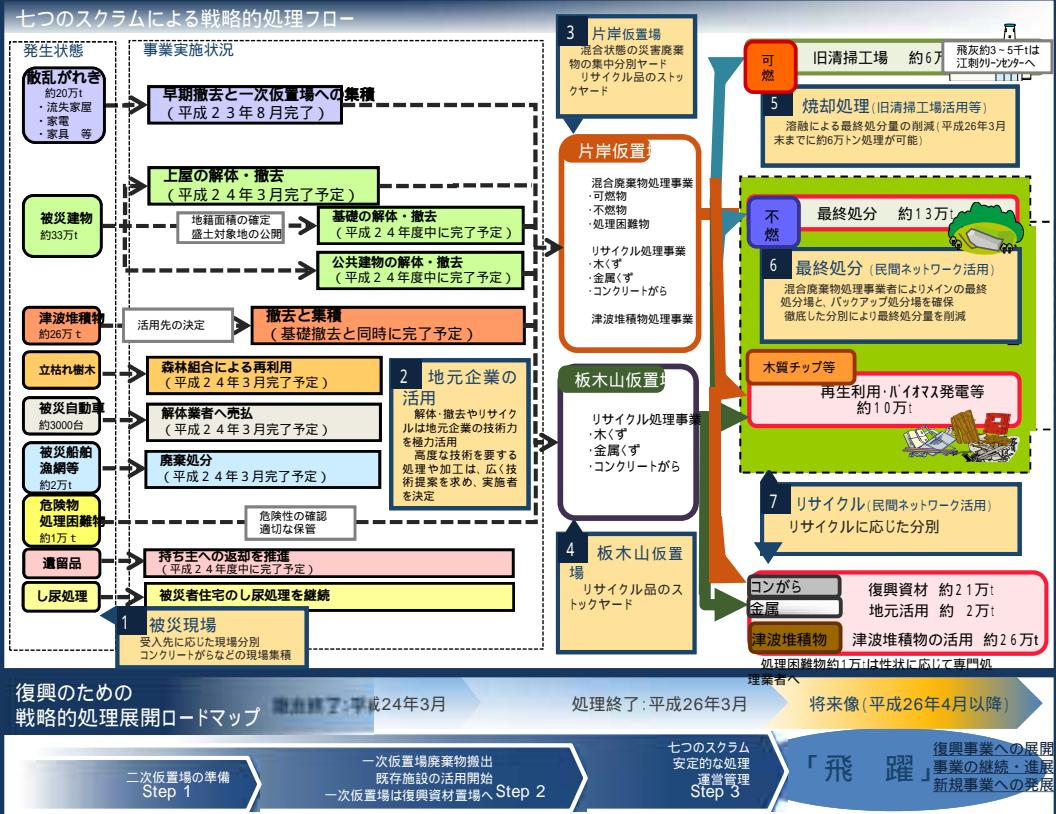 七つのスクラムによる戦略的処理フロー
発生状態
事業実施状況
散乱がれき
約20万t
・流失家屋
・家電
・家具　等
早期撤去と一次仮置場への集積
(平成２３年８月完了)
被災建物
約33万t
上屋の解体・撤去
(平成２４年３月完了予定)
地籍面積の確定
盛土対象地の公開
基礎の解体・撤去
(平成２４年度中に完了予定)
公共建物の解体・撤去
(平成２４年度中に完了予定)
津波堆積物
約26万ｔ
活用先の決定
撤去と集積
(基礎撤去と同時に完了予定)
立枯れ樹木
森林組合による再利用
(平成２４年３月完了予定)
被災自動車
約3000台
解体業者へ売払
(平成２４年３月完了予定)
被災船舶
漁網等
約2万t
廃棄処分
(平成２４年３月完了予定)
危険物
処理困難物
約1万ｔ
危険性の確認
適切な保管
遺留品
持ち主への返却を推進
(平成２４年度中に完了予定)
し尿処理
被災者住宅のし尿処理を継続
1 被災現場
受入先に応じた現場分別
コンクリートがらなどの現場集積
2 地元企業の
活用
解体・撤去やリサイク
ルは地元企業の技術力
を極力活用
高度な技術を要する
処理や加工は、広く技
術提案を求め、実施者
を決定
3 片岸仮置場
混合状態の災害廃棄
物の集中分別ヤード
リサイクル品のストッ
クヤード
片岸仮置場
混合廃棄物処理事業
・可燃物
・不燃物
・処理困難物
リサイクル処理事業
・木くず
・金属くず
・コンクリートがら
津波堆積物処理事業
板木山仮置場
リサイクル処理事業
・木くず
・金属くず
・コンクリートがら
4 板木山仮置
場
リサイクル品のス
トックヤード
可
燃
旧清掃工場　約6万
飛灰約3～5千tは
江刺クリーンセンターへ
5 焼却処理(旧清掃工場活用等)
溶融による最終処分量の削減(平成26年3月
末までに約6万トン処理が可能)
不
燃
最終処分　約13万t
6 最終処分(民間ネットワーク活用)
混合廃棄物処理事業者によりメインの最終
処分場と、バックアップ処分場を確保
徹底した分別により最終処分量を削減
木質チップ等
再生利用・バイオマス発電等
約10万t
7 リサイクル(民間ネットワーク活用)
リサイクルに応じた分別
コンがら
金属
復興資材　約21万t
地元活用　約　2万t
津波堆積物
津波堆積物の活用　約26万t
処理困難物約1万tは性状に応じて専門処
理業者へ
復興のための
戦略的処理展開ロードマップ
成24年3月
処理終了:平成26年3月
将来像(平成26年4月以降)
二次仮置場の準備
Step 1
一次仮置場廃棄物搬出
既存施設の活用開始
一次仮置場は復興資材置場へ Step 2
七つのスクラム
安定的な処理
運営管理
Step 3
「飛　躍」
復興事業への展開
事業の継続・進展
新規事業への発展